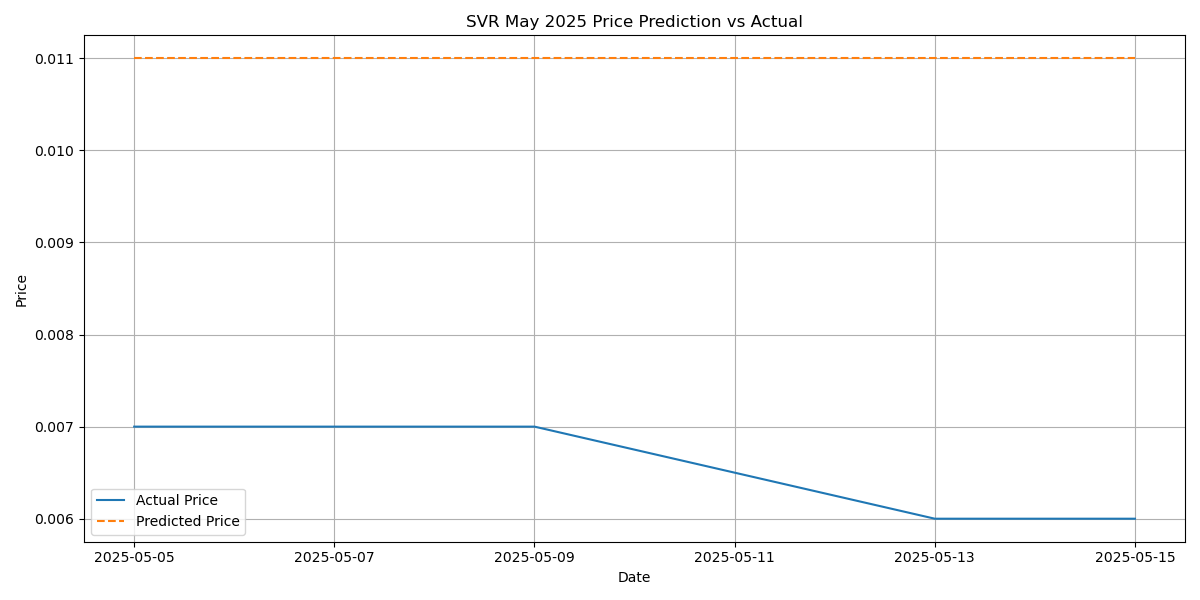 SVR May 2025 Price Prediction vs Actual
0.011
0.010
0.009
0.008
0.007
0.006
Price
Actual Price
Predicted Price
2025-05-05 2025-05-07 2025-05-09 2025-05-11 2025-05-13 2025-05-15
Date